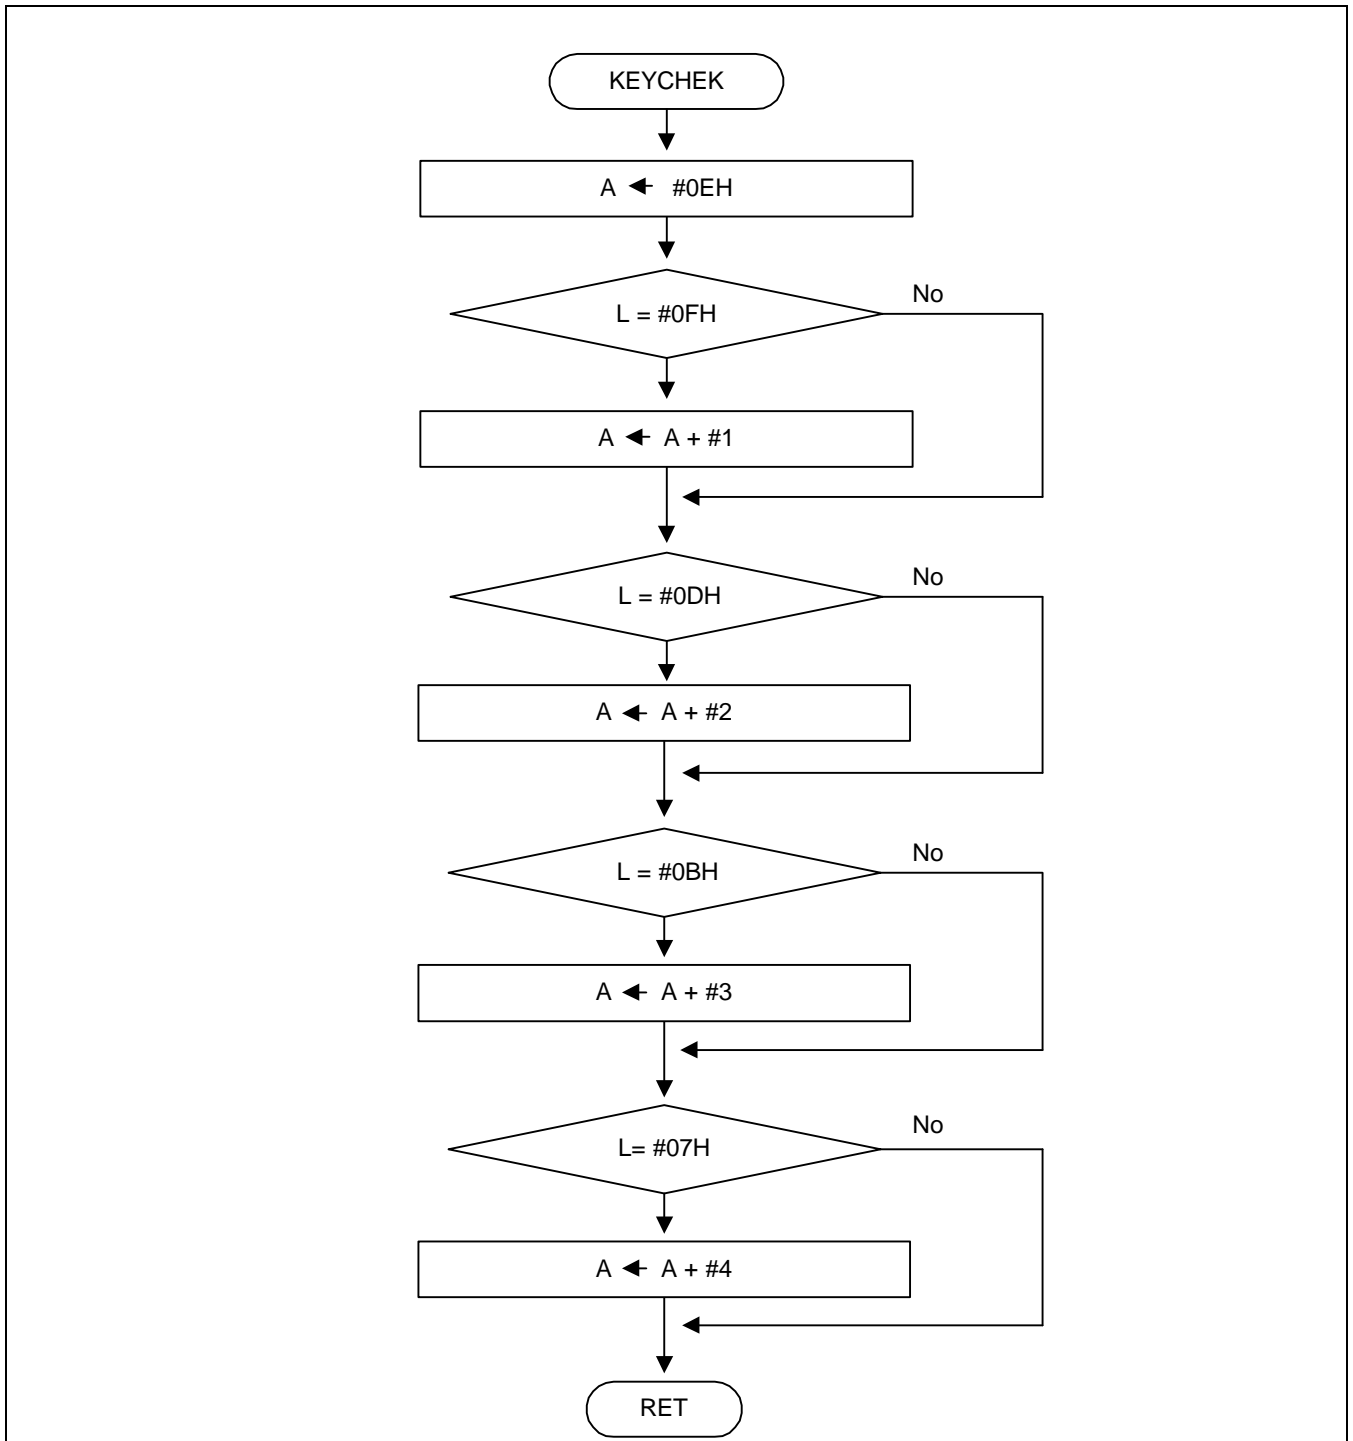 KEYCHEK
A ← #0EH
L = #0FH
No
A ← A + #1
L = #0DH
No
A ← A + #2
L = #0BH
No
A ← A + #3
L= #07H
No
A ← A + #4
RET